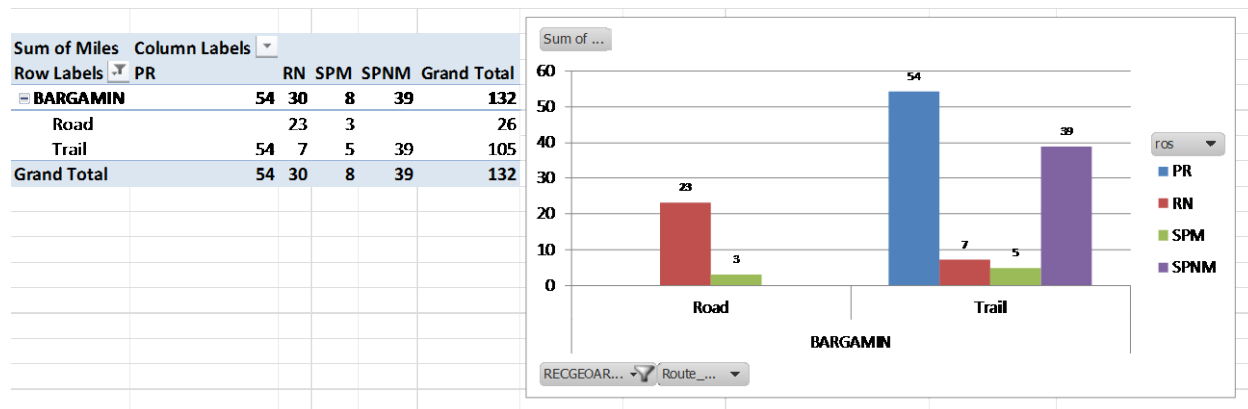 Sum of Miles Column Labels
Row Labels PR RN SPM SPNM Grand Total
BARGAMIN 54 30 8 39 132
Road 23 3 26
Trail 54 7 5 39 105
Grand Total 54 30 8 39 132
Sum of ...
60
50
40
30
20
10
0
23
3
54
7
5
39
Road Trail
BARGAMIN
ros
PR
RN
SPM
SPNM
RECGEOAR... Route_...